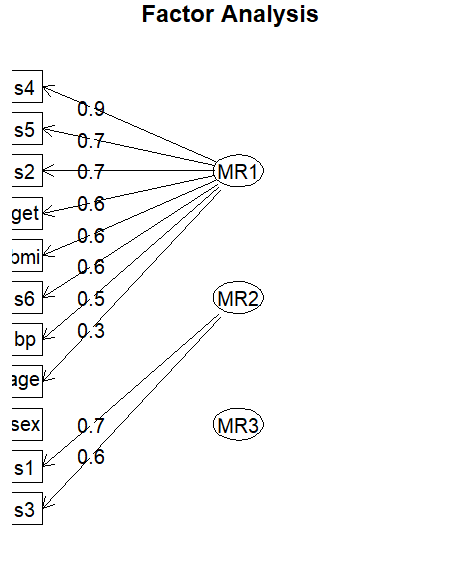 Factor Analysis
s4
0.9
s5
0.7
s2
0.7
MR1
get
0.6
bmi
0.6
s6
0.6
MR2
bp
0.5
age
0.3
sex
0.7
MR3
s1
0.6
s3